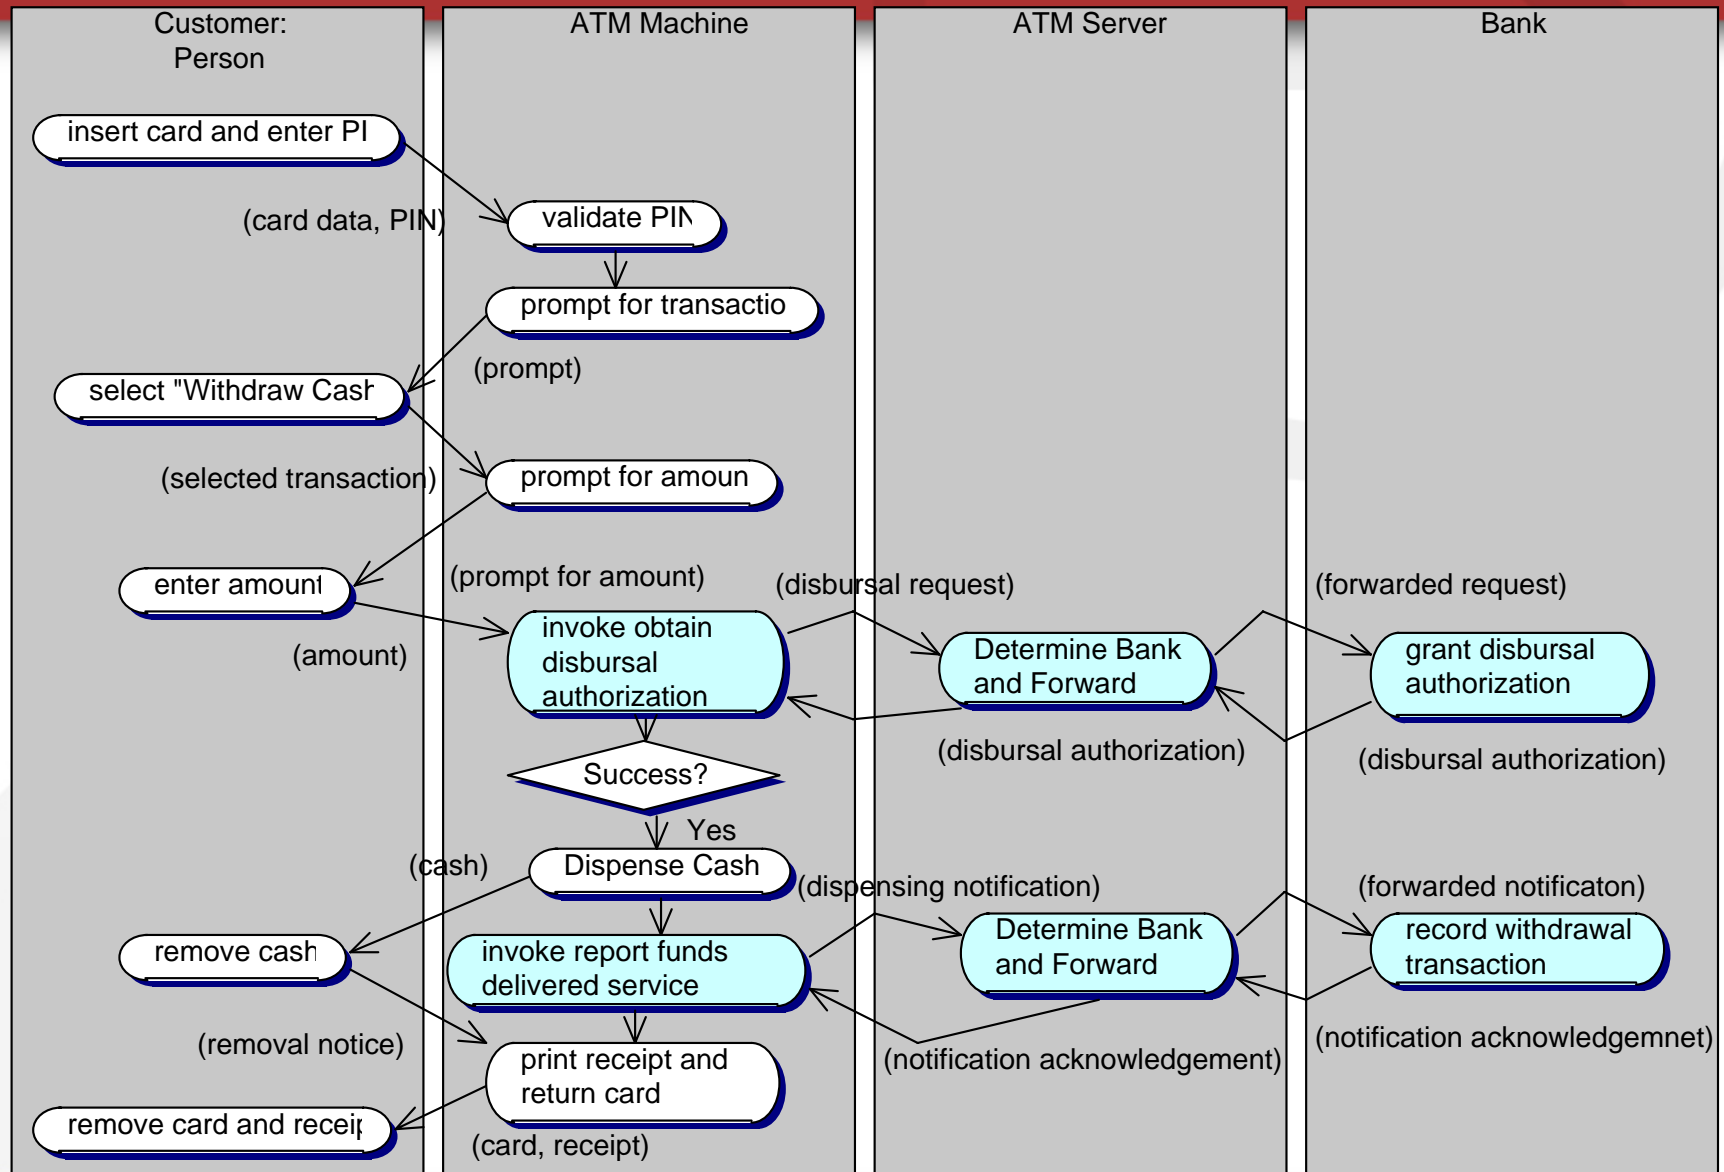 Customer:
Person
ATM Machine
ATM Server
Bank
insert card and enter PI
(card data, PIN)
validate PIN
prompt for transactio
(prompt)
select "Withdraw Cash
(selected transaction)
prompt for amoun
enter amount
(prompt for amount)
(disbursal request)
(forwarded request)
(amount)
invoke obtain
disbursal
authorization
Determine Bank
and Forward
grant disbursal
authorization
(disbursal authorization)
(disbursal authorization)
Success?
Yes
(cash)
Dispense Cash
(dispensing notification)
(forwarded notificaton)
remove cash
invoke report funds
delivered service
Determine Bank
and Forward
record withdrawal
transaction
(removal notice)
(notification acknowledgement)
(notification acknowledgemnet)
print receipt and
return card
remove card and receip
(card, receipt)